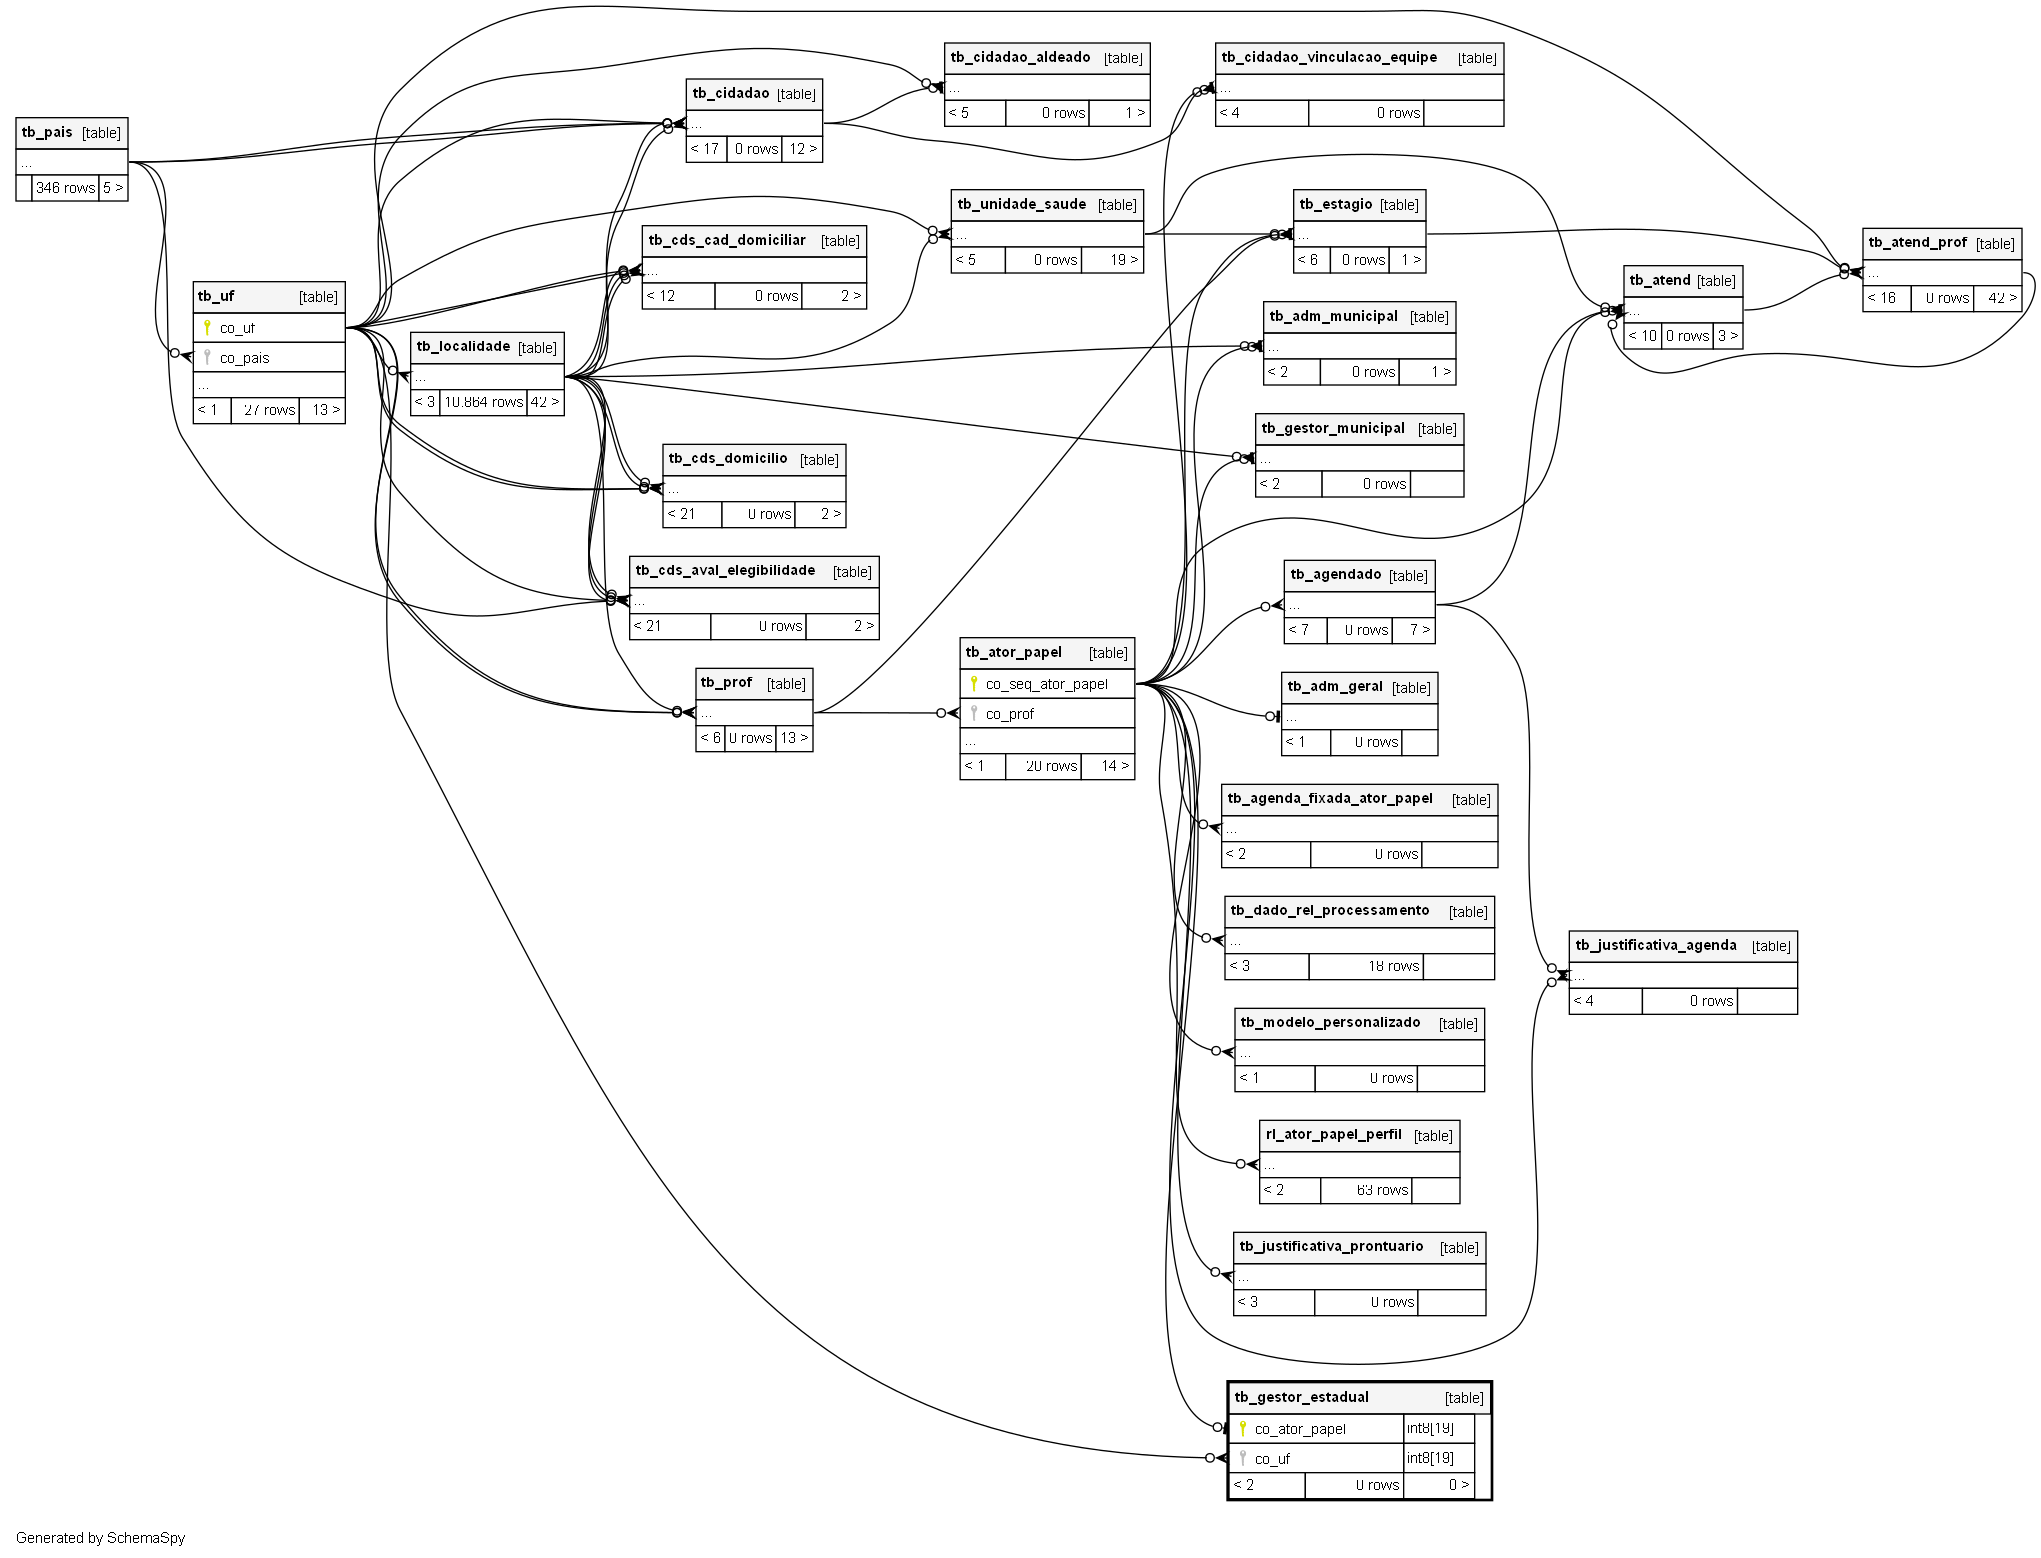 tb_pais [table]
...
346 rows 5 >
tb_uf [table]
co_uf
co_pais
...
< 1 27 rows 13 >
tb_localidade [table]
...
< 3 10.864 rows 42 >
tb_cidadao [table]
...
< 17 0 rows 12 >
tb_cds_cad_domiciliar [table]
...
< 12 0 rows 2 >
tb_cds_domicilio [table]
...
< 21 0 rows 2 >
tb_cds_aval_elegibilidade [table]
...
< 21 0 rows 2 >
tb_prof [table]
...
< 6 0 rows 13 >
tb_cidadao_aldeado [table]
...
< 5 0 rows 1 >
tb_unidade_saude [table]
...
< 5 0 rows 19 >
tb_ator_papel [table]
co_seq_ator_papel
co_prof
...
< 1 20 rows 14 >
tb_cidadao_vinculacao_equipe [table]
...
< 4 0 rows
tb_estagio [table]
...
< 6 0 rows 1 >
tb_adm_municipal [table]
...
< 2 0 rows 1 >
tb_gestor_municipal [table]
...
< 2 0 rows
tb_agendado [table]
...
< 7 0 rows 7 >
tb_adm_geral [table]
...
< 1 0 rows
tb_agenda_fixada_ator_papel [table]
...
< 2 0 rows
tb_dado_rel_processamento [table]
...
< 3 18 rows
tb_modelo_personalizado [table]
...
< 1 0 rows
rl_ator_papel_perfil [table]
...
< 2 63 rows
tb_justificativa_prontuario [table]
...
< 3 0 rows
tb_gestor_estadual [table]
co_ator_papel int8[19]
co_uf int8[19]
< 2 0 rows 0 >
tb_atend [table]
...
< 10 0 rows 3 >
tb_justificativa_agenda [table]
...
< 4 0 rows
tb_atend_prof [table]
...
< 16 0 rows 42 >
Generated by SchemaSpy